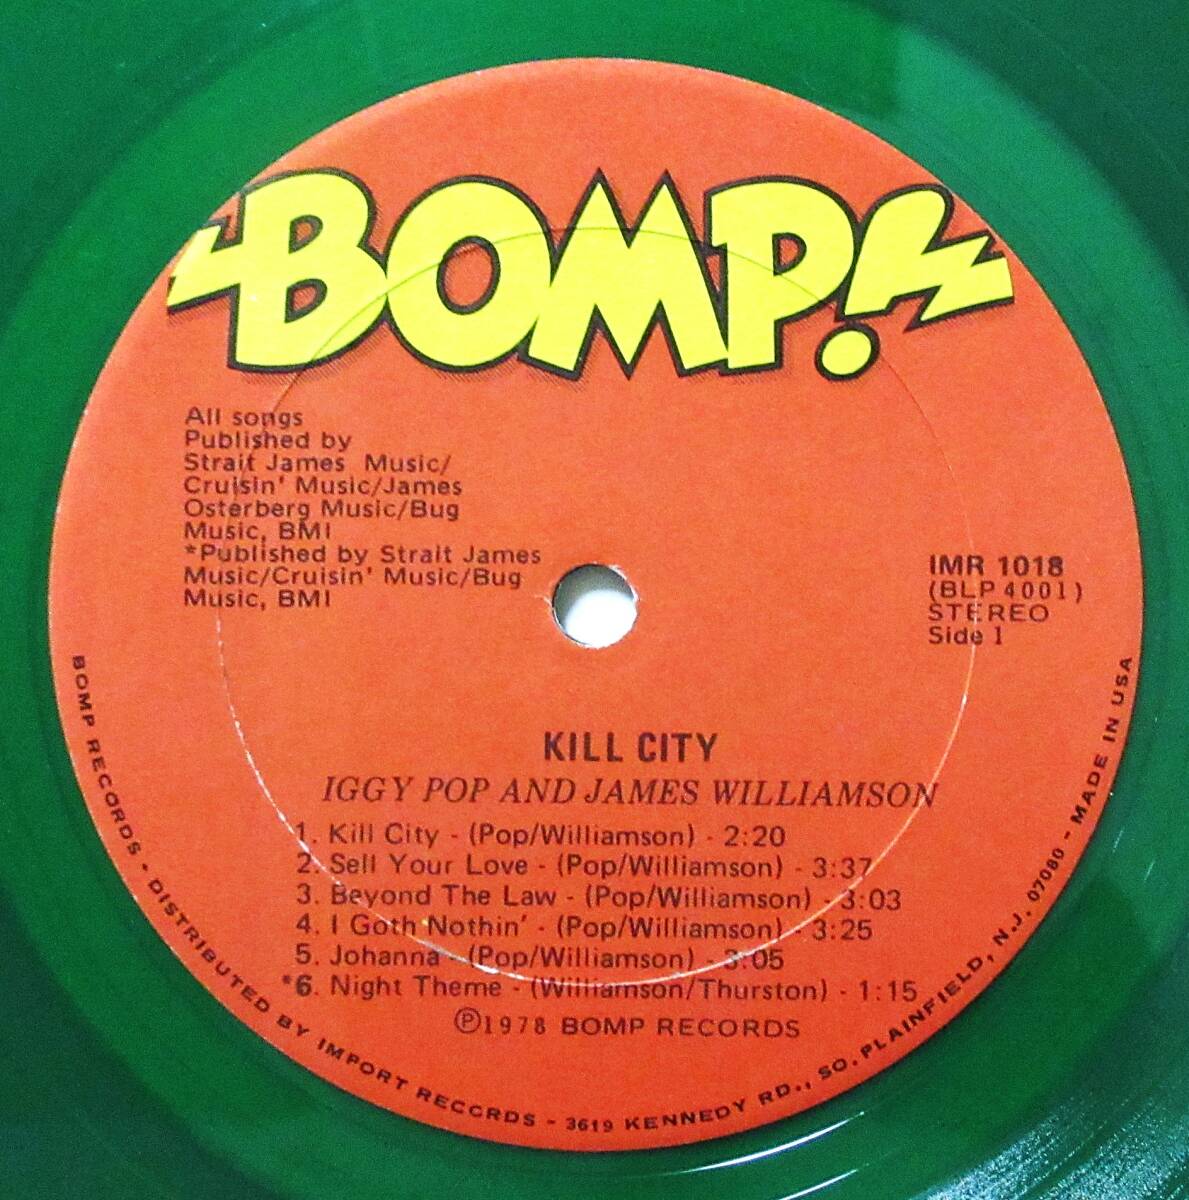 BOMP!
All songs
Published by
Strait James Music/
Cruisin' Music/James
Osterberg Music/Bug
Music, BMI
*Published by Strait James
Music/Cruisin' Music/Bug
Music, BMI
IMR 1018
(BLP 4001)
STEREO
Side 1
KILL CITY
IGGY POP AND JAMES WILLIAMSON
1. Kill City - (Pop/Williamson) - 2:20
2. Sell Your Love - (Pop/Williamson) - 3:37
3. Beyond The Law - (Pop/Williamson) - 3:03
4. I Goth Nothin' - (Pop/Williamson) - 3:25
5. Johanna - (Pop/Williamson) - 3:05
*6. Night Theme - (Williamson/Thurston) - 1:15
Ⓟ1978 BOMP RECORDS
BOMP RECORDS • DISTRIBUTED BY IMPORT RECCRDS - 3619 KENNEDY RD., SO. PLAINFIELD, N.J. 07080 - MADE IN USA